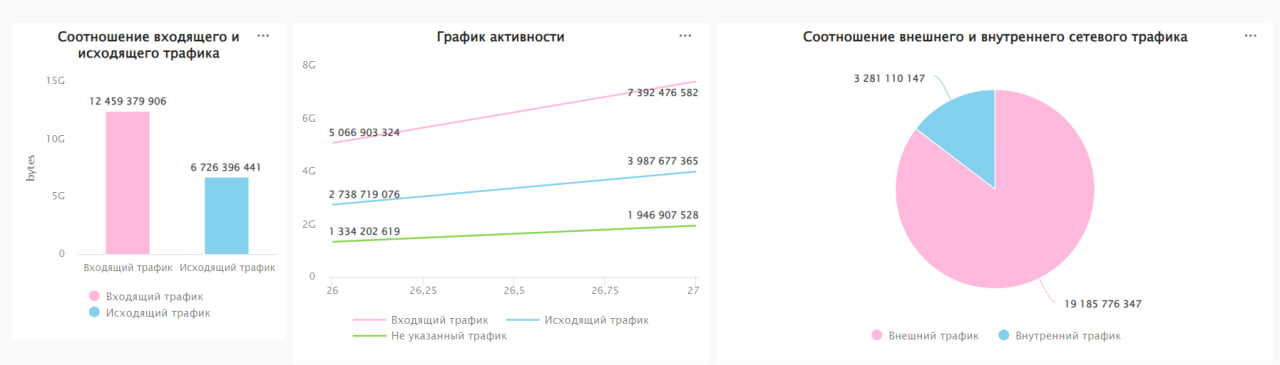 Соотношение входящего и
исходящего трафика
15G
10G
5G
0
bytes
12 459 379 906
6 726 396 441
Входящий трафик
Исходящий трафик
Входящий трафик
Исходящий трафик
График активности
8G
6G
4G
2G
0
5 066 903 324
7 392 476 582
2 738 719 076
3 987 677 365
1 334 202 619
1 946 907 528
26
26,25
26,5
26,75
27
Входящий трафик
Исходящий трафик
Не указанный трафик
Соотношение внешнего и внутреннего сетевого трафика
3 281 110 147
19 185 776 347
Внешний трафик
Внутренний трафик